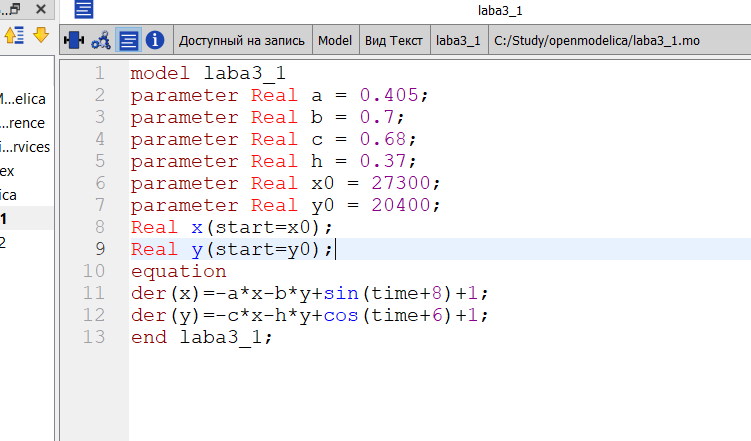 laba3_1
Доступный на запись Model Вид Текст laba3_1 C:/Study/openmodelica/laba3_1.mo
М...elica
...rence
i...rvices
ex
ica
1
2
1 model laba3_1
2 parameter Real a = 0.405;
3 parameter Real b = 0.7;
4 parameter Real c = 0.68;
5 parameter Real h = 0.37;
6 parameter Real x0 = 27300;
7 parameter Real y0 = 20400;
8 Real x(start=x0);
9 Real y(start=y0);
10 equation
11 der(x)=-a*x-b*y+sin(time+8)+1;
12 der(y)=-c*x-h*y+cos(time+6)+1;
13 end laba3_1;